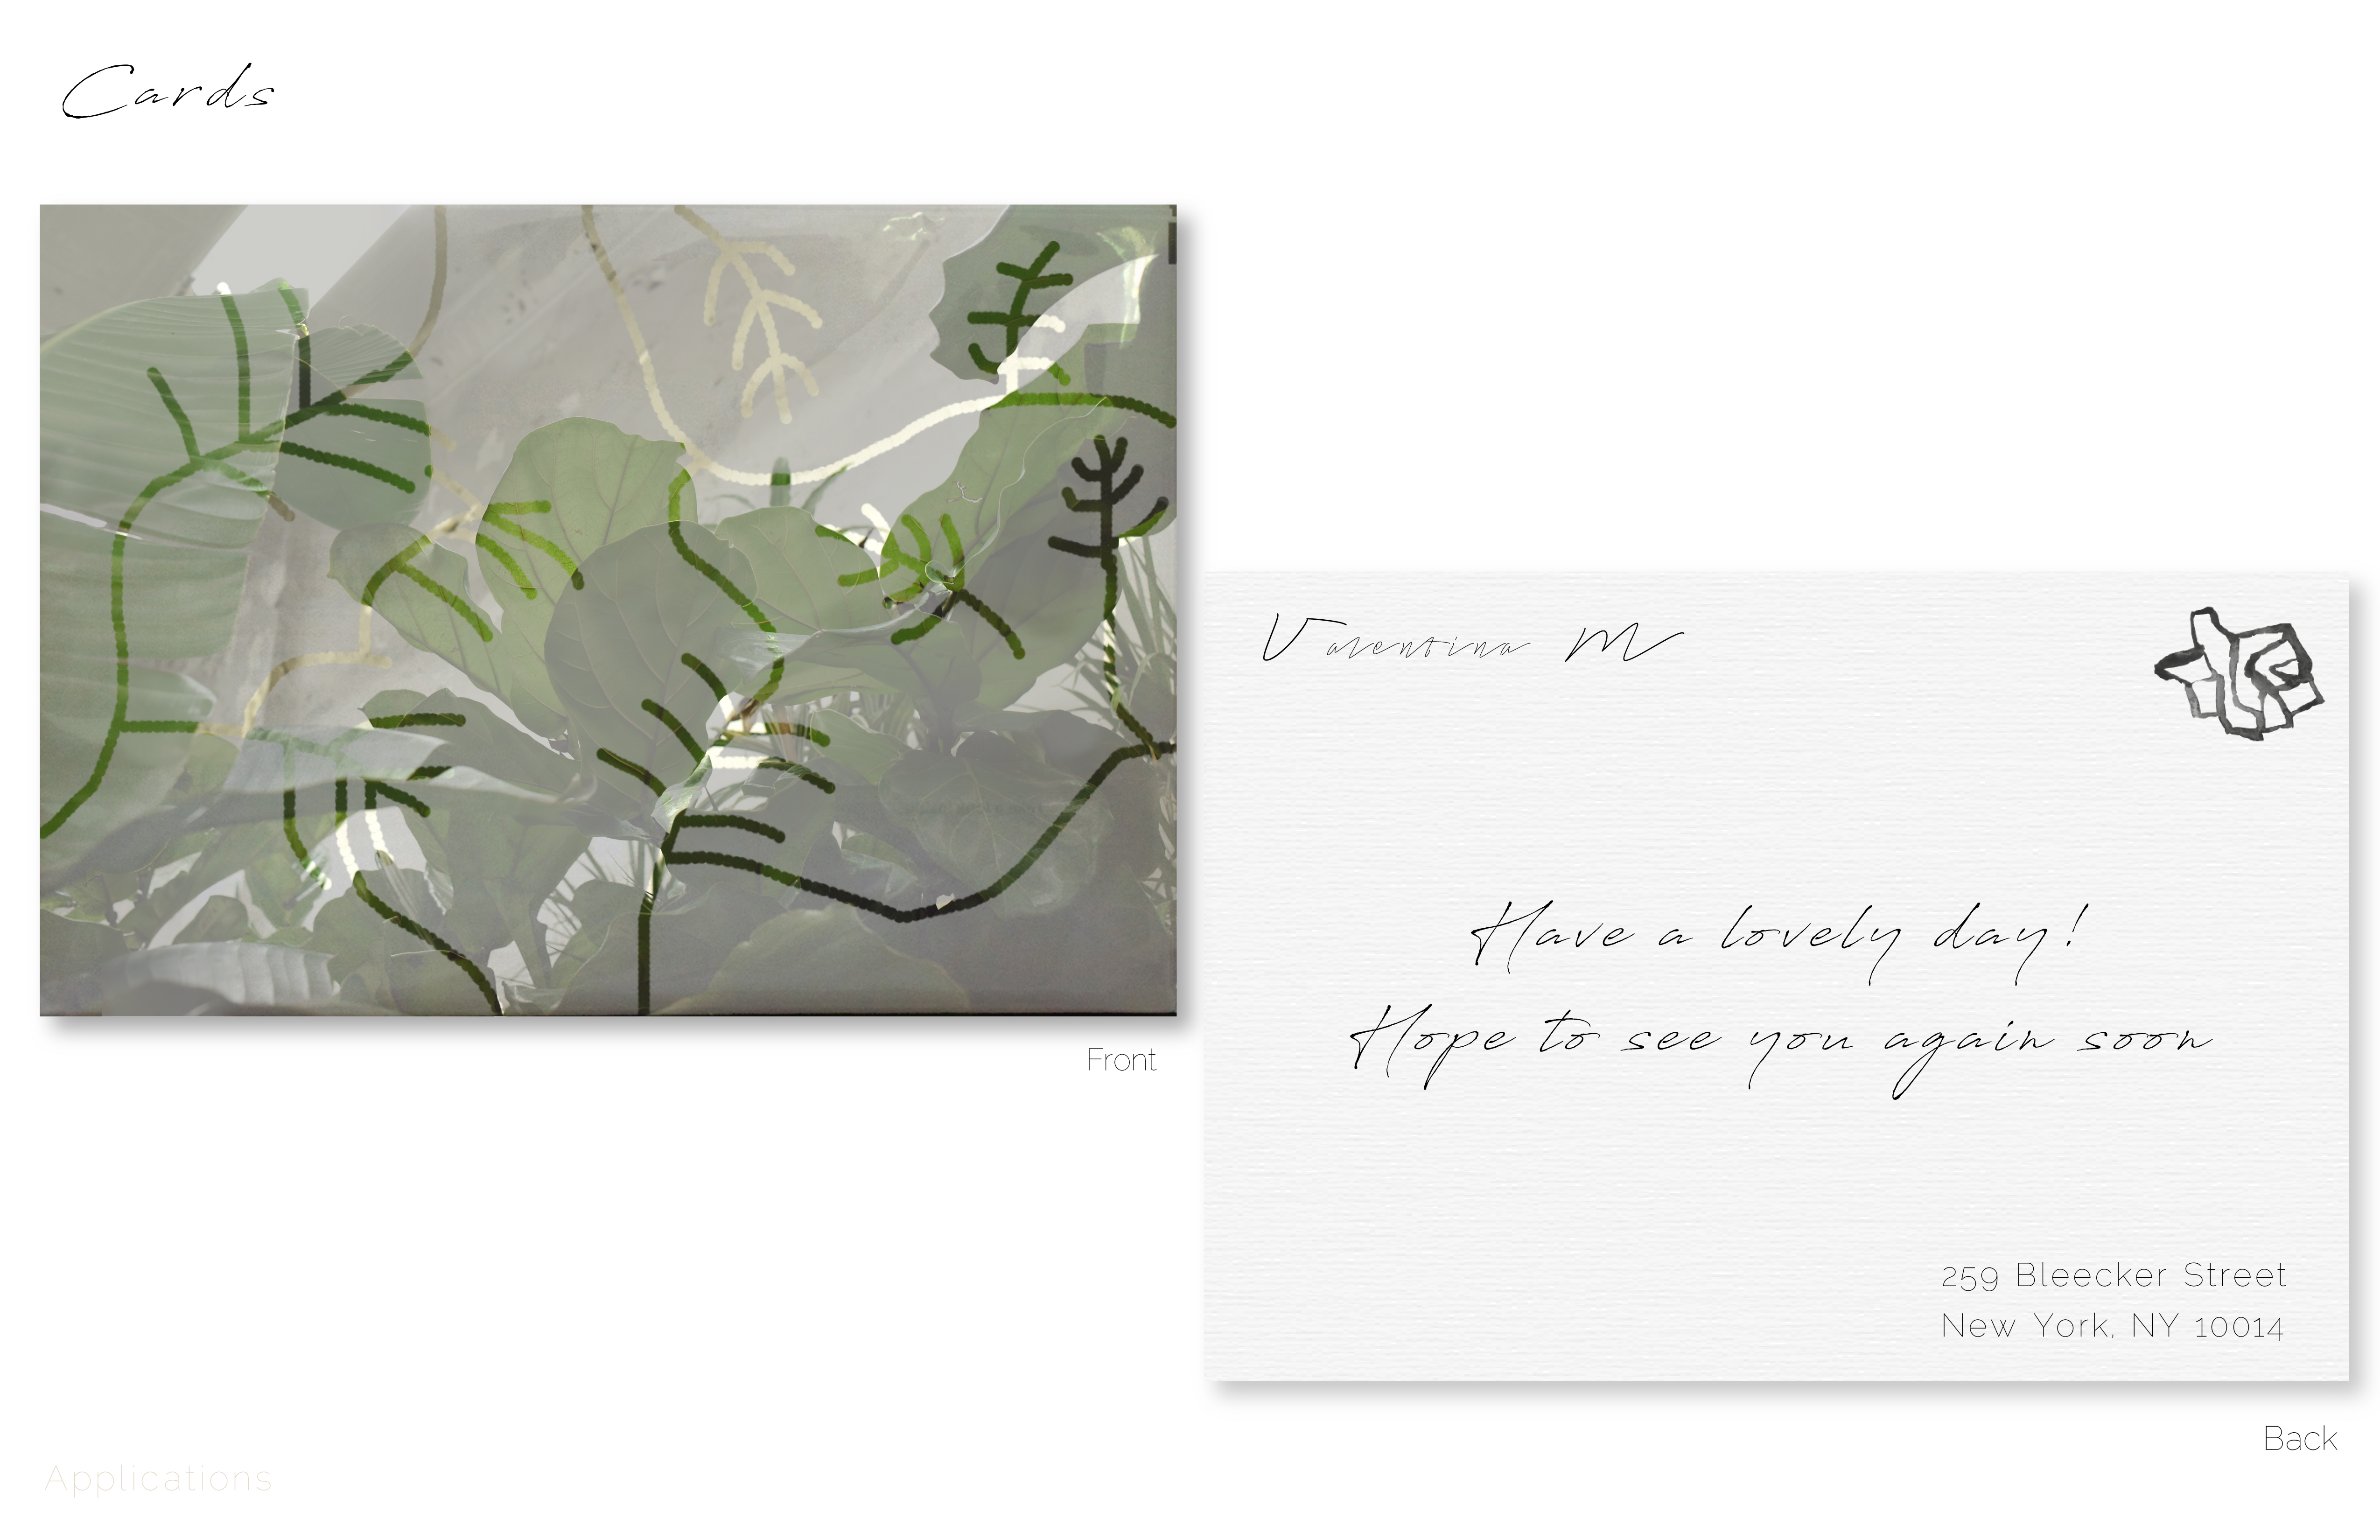 Cards
Front
Valentina M
Have a lovely day!
Hope to see you again soon
259 Bleecker Street
New York, NY 10014
Back
Applications